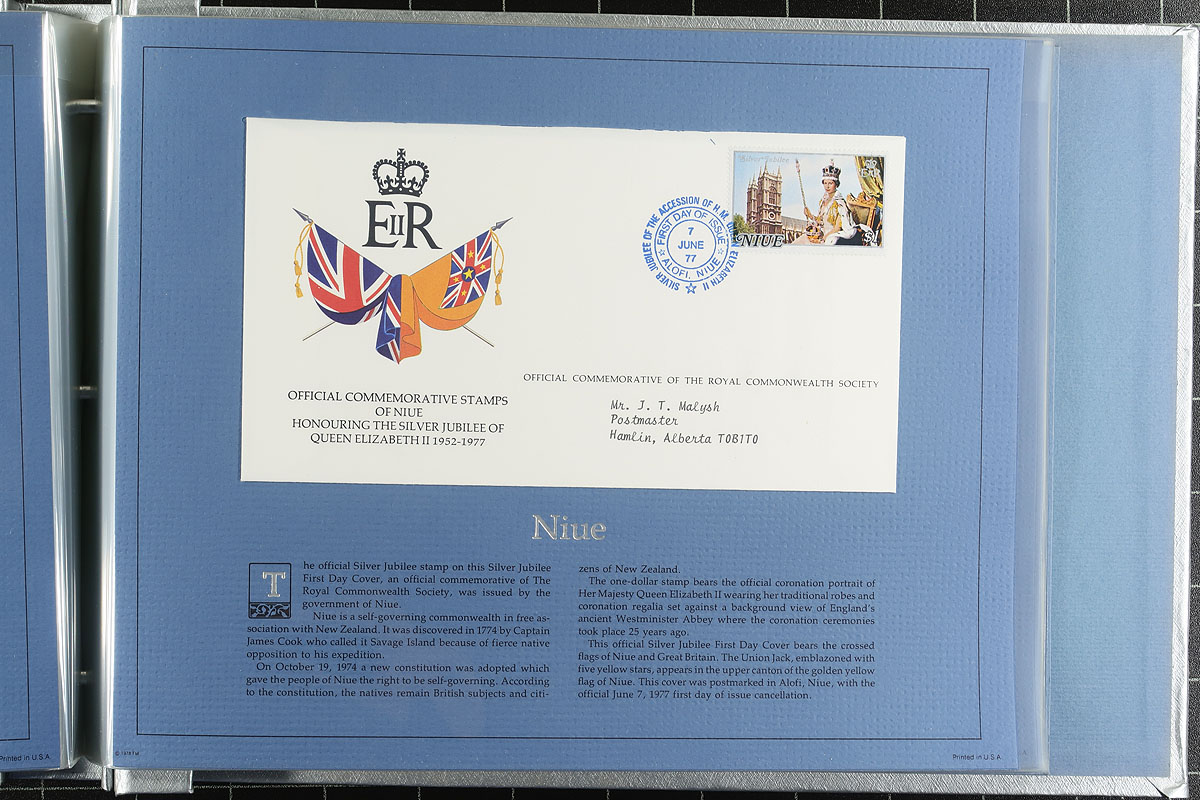 EIIR
SILVER JUBILEE OF THE ACCESSION OF H.M. QUEEN ELIZABETH II
FIRST DAY OF ISSUE
7
JUNE
77
ALOFI, NIUE
Silver Jubilee
EIIR
NIUE
$1
OFFICIAL COMMEMORATIVE OF THE ROYAL COMMONWEALTH SOCIETY
OFFICIAL COMMEMORATIVE STAMPS
OF NIUE
HONOURING THE SILVER JUBILEE OF
QUEEN ELIZABETH II 1952-1977
Mr. J. T. Malysh
Postmaster
Hamlin, Alberta TOBITO
Niue
The official Silver Jubilee stamp on this Silver Jubilee
First Day Cover, an official commemorative of The
Royal Commonwealth Society, was issued by the
government of Niue.
Niue is a self-governing commonwealth in free as-
sociation with New Zealand. It was discovered in 1774 by Captain
James Cook who called it Savage Island because of fierce native
opposition to his expedition.
On October 19, 1974 a new constitution was adopted which
gave the people of Niue the right to be self-governing. According
to the constitution, the natives remain British subjects and citi-
zens of New Zealand.
The one-dollar stamp bears the official coronation portrait of
Her Majesty Queen Elizabeth II wearing her traditional robes and
coronation regalia set against a background view of England's
ancient Westminister Abbey where the coronation ceremonies
took place 25 years ago.
This official Silver Jubilee First Day Cover bears the crossed
flags of Niue and Great Britain. The Union Jack, emblazoned with
five yellow stars, appears in the upper canton of the golden yellow
flag of Niue. This cover was postmarked in Alofi, Niue, with the
official June 7, 1977 first day of issue cancellation.
Printed in U.S.A.
Printed in U.S.A.